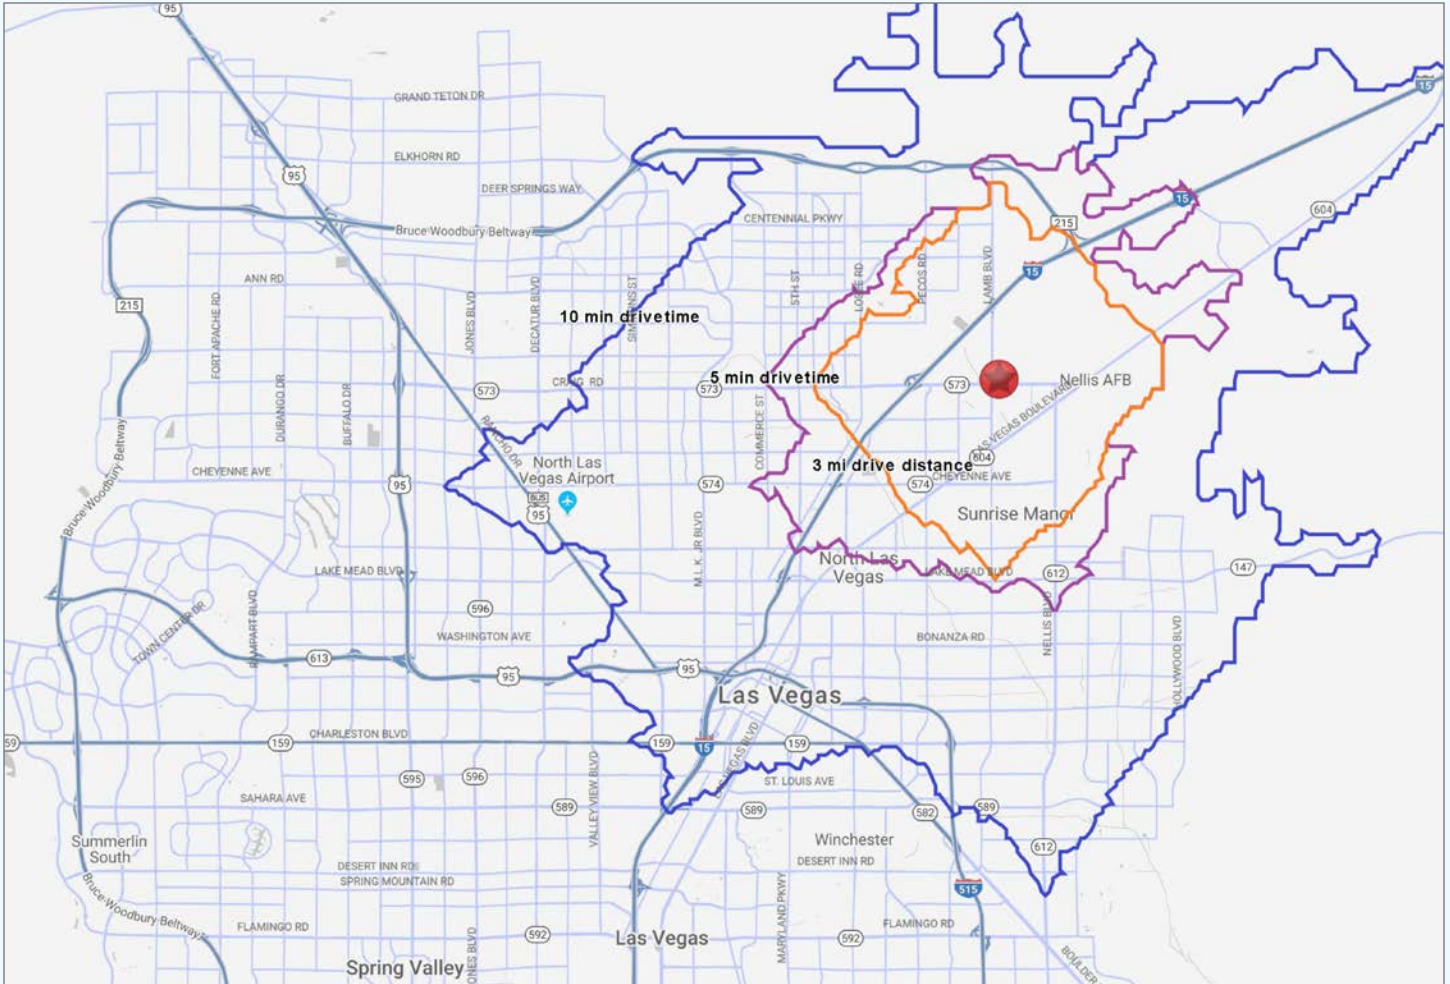 95
GRAND TETON DR
15
ELKHORN RD
95
DEER SPRINGS WAY
15
604
CENTENNIAL PKWY
215
Bruce Woodbury Beltway
ANN RD
5TH ST
LOSEE RD
PECOS RD
LAMB BLVD
15
215
FORT APACHE RD
JONES BLVD
DECATUR BLVD
10 min drivetime
573
CRAIG RD
573
5 min drivetime
573
Nellis AFB
DURANGO DR
BUFFALO DR
RANCHO DR
COMMERCE ST
LAS VEGAS BOULEVARD
604
3 mi drive distance
CHEYENNE AVE
95
North Las
Vegas Airport
BUS
95
574
574
CHEYENNE AVE
Bruce Woodbury Beltway
Sunrise Manor
M.L.K. JR BLVD
LAKE MEAD BLVD
North Las
Vegas
LAKE MEAD BLVD
612
147
596
TOWN CENTER DR
RAMPART BLVD
WASHINGTON AVE
BONANZA RD
NELLIS BLVD
HOLLYWOOD BLVD
613
95
95
Las Vegas
159
CHARLESTON BLVD
159
15
159
LAS VEGAS BLVD
595
596
VALLEY VIEW BLVD
ST. LOUIS AVE
SAHARA AVE
589
589
582
589
Summerlin
South
Winchester
612
DESERT INN RD
DESERT INN RD
SPRING MOUNTAIN RD
515
Bruce Woodbury Beltway
MARYLAND PKWY
FLAMINGO RD
592
Las Vegas
592
FLAMINGO RD
Spring Valley